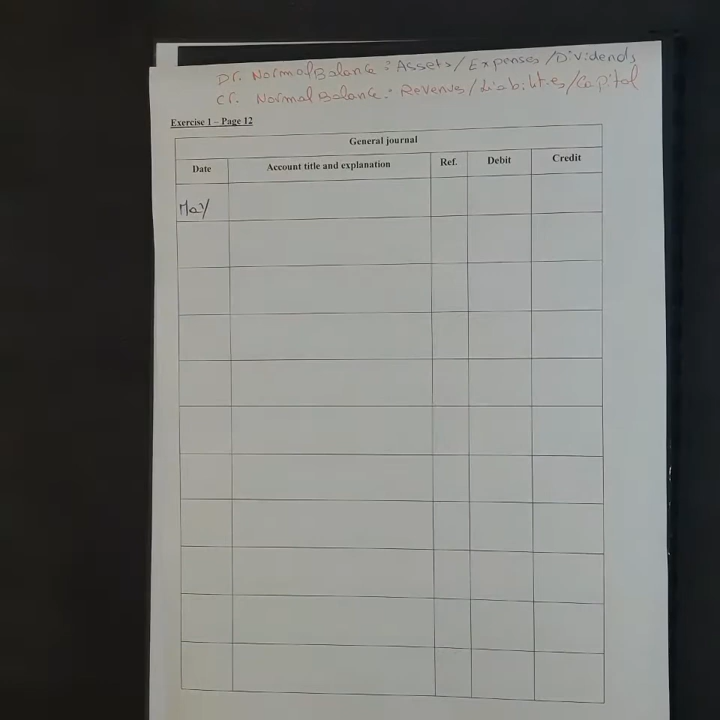 Dr. Normal Balance : Assets / Expenses / Dividends
Cr. Normal Balance : Revenus / Liabilities / Capital
Exercise 1 – Page 12
General journal
Date Account title and explanation Ref. Debit Credit
May